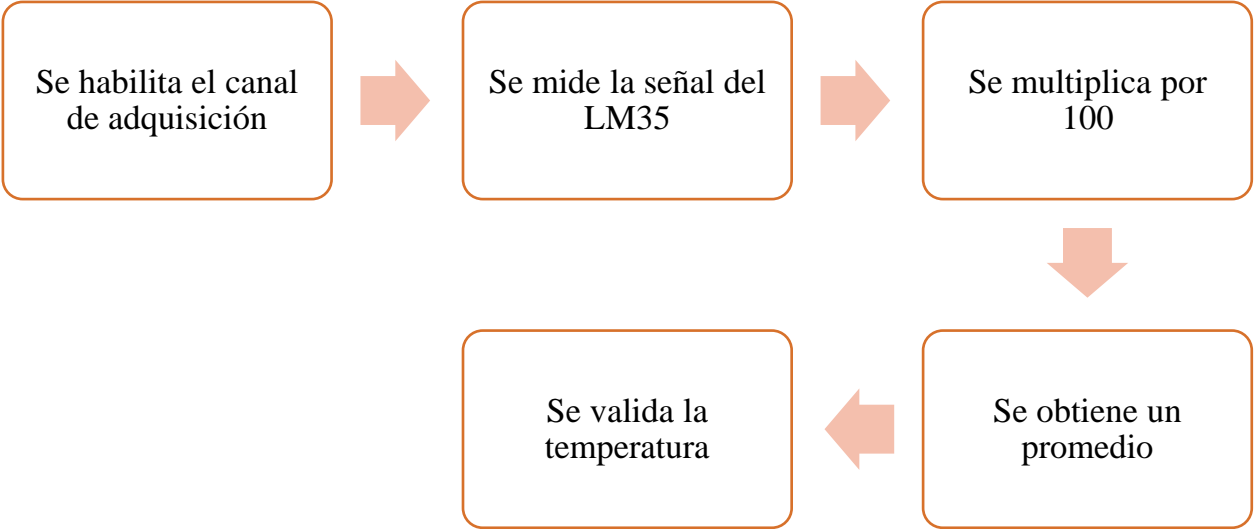 Se habilita el canal
de adquisición
Se mide la señal del
LM35
Se multiplica por
100
Se obtiene un
promedio
Se valida la
temperatura